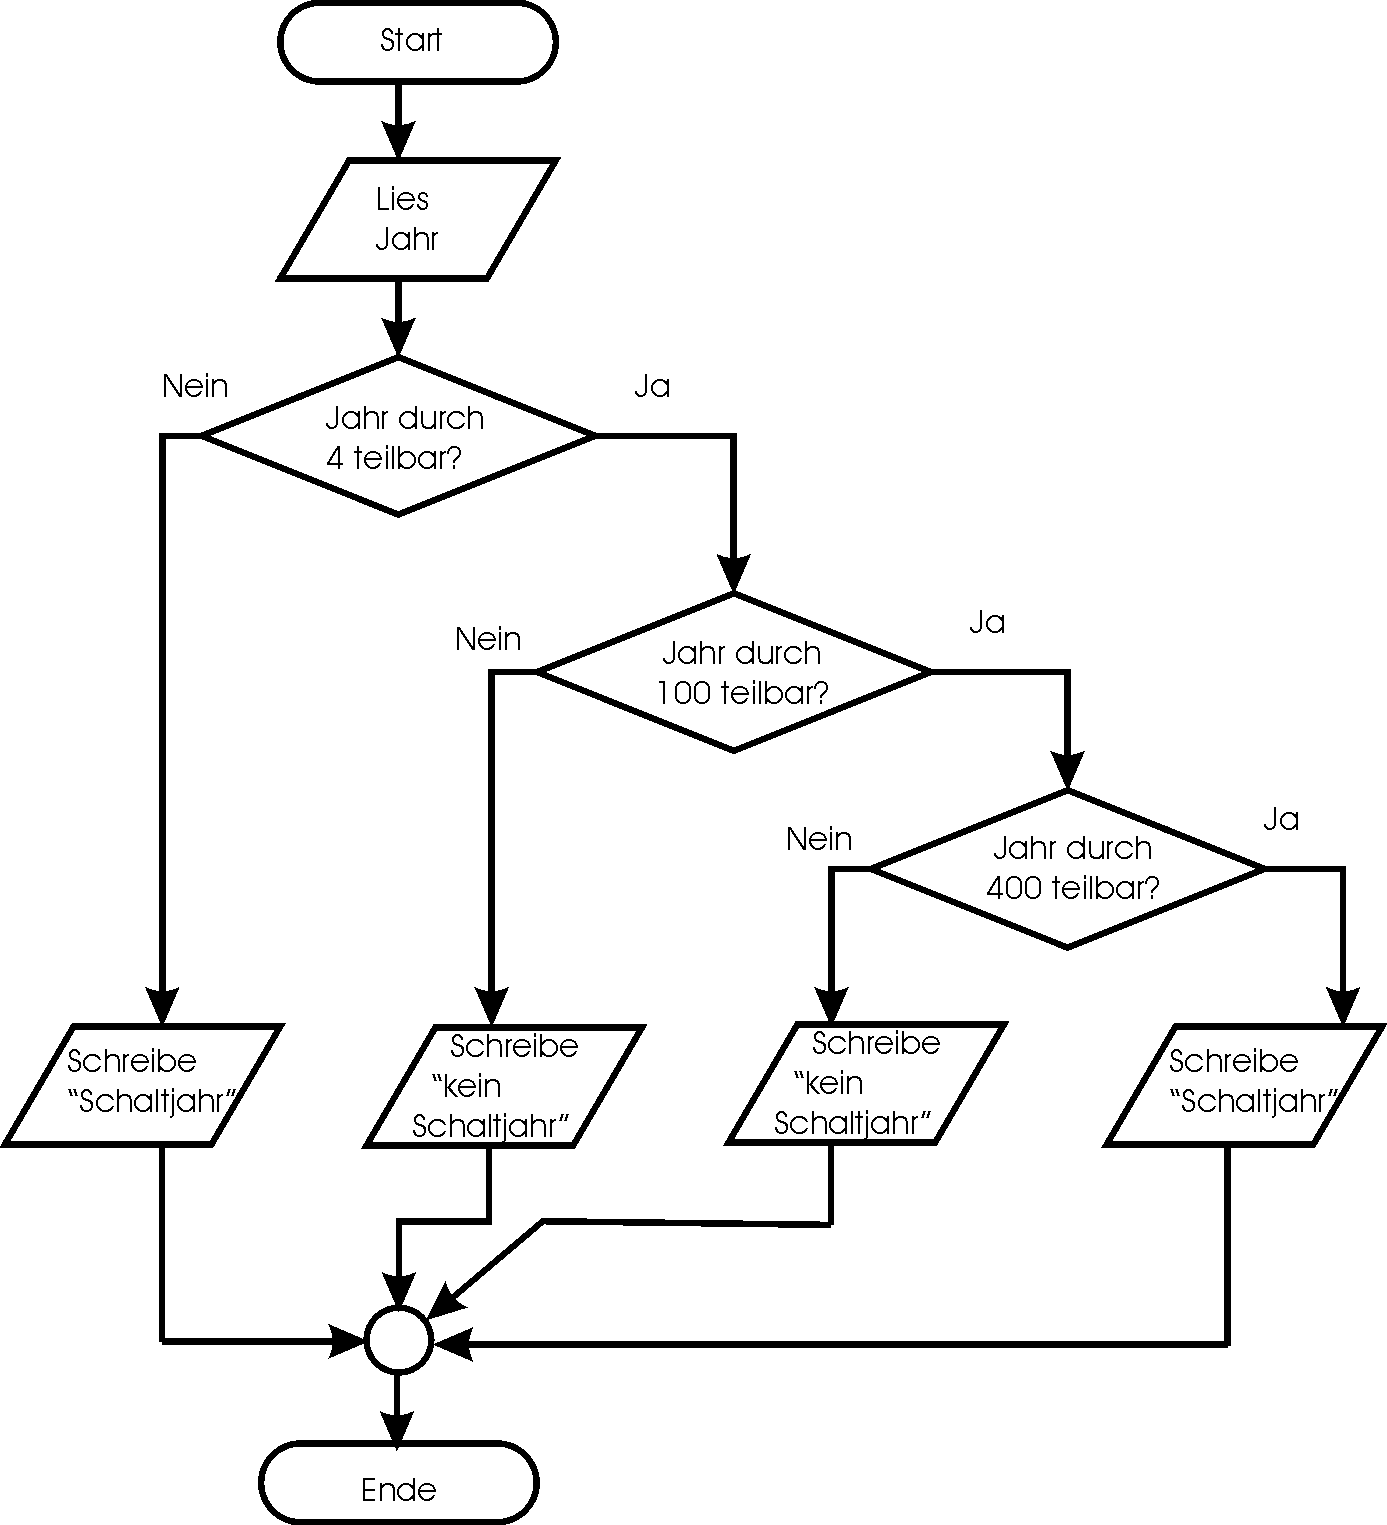 Start
Lies
Jahr
Nein
Ja
Jahr durch
4 teilbar?
Nein
Ja
Jahr durch
100 teilbar?
Nein
Ja
Jahr durch
400 teilbar?
Schreibe
“Schaltjahr”
Schreibe
“kein
Schaltjahr”
Schreibe
“kein
Schaltjahr”
Schreibe
“Schaltjahr”
Ende